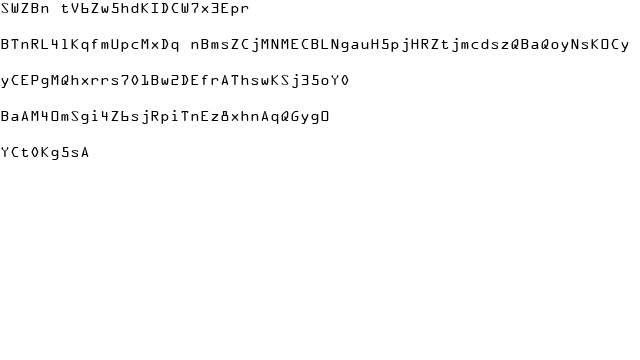 SWZBn tV6Zw5hdKIDCW7x3Epr
BTnRL41KqfmUpcMxDq nBmsZCjMNMECBLNgauH5pjHRZtjmcdszQBaQoyNsKOCy
yCEPgMQhxrrs701Bw2DEfrAThswKSj35oY0
BaAM4OmSgi4Z6sjRpiTnEz8xhnAqQGygO
YCt0Kg5sA